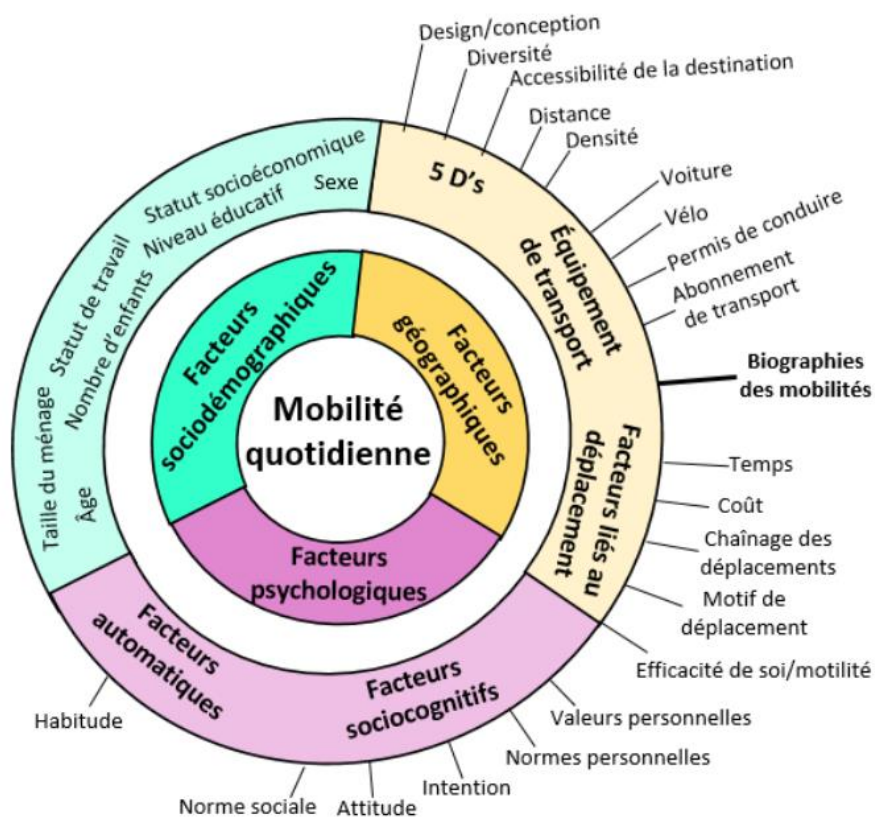 Design/conception
Diversité
Accessibilité de la destination
Distance
Densité
5 D's
Voiture
Vélo
Permis de conduire
Abonnement
de transport
Équipement
de transport
Biographies
des mobilités
Facteurs liés au
déplacement
Temps
Coût
Chaînage des
déplacements
Motif de
déplacement
Efficacité de soi/motilité
Valeurs personnelles
Normes personnelles
Intention
Attitude
Norme sociale
Facteurs
sociocognitifs
Habitude
Facteurs
automatiques
Statut socioéconomique
Sexe
Niveau éducatif
Statut de travail
Nombre d'enfants
Taille du ménage
Âge
Facteurs
sociodémographiques
Facteurs
géographiques
Facteurs
psychologiques
Mobilité
quotidienne